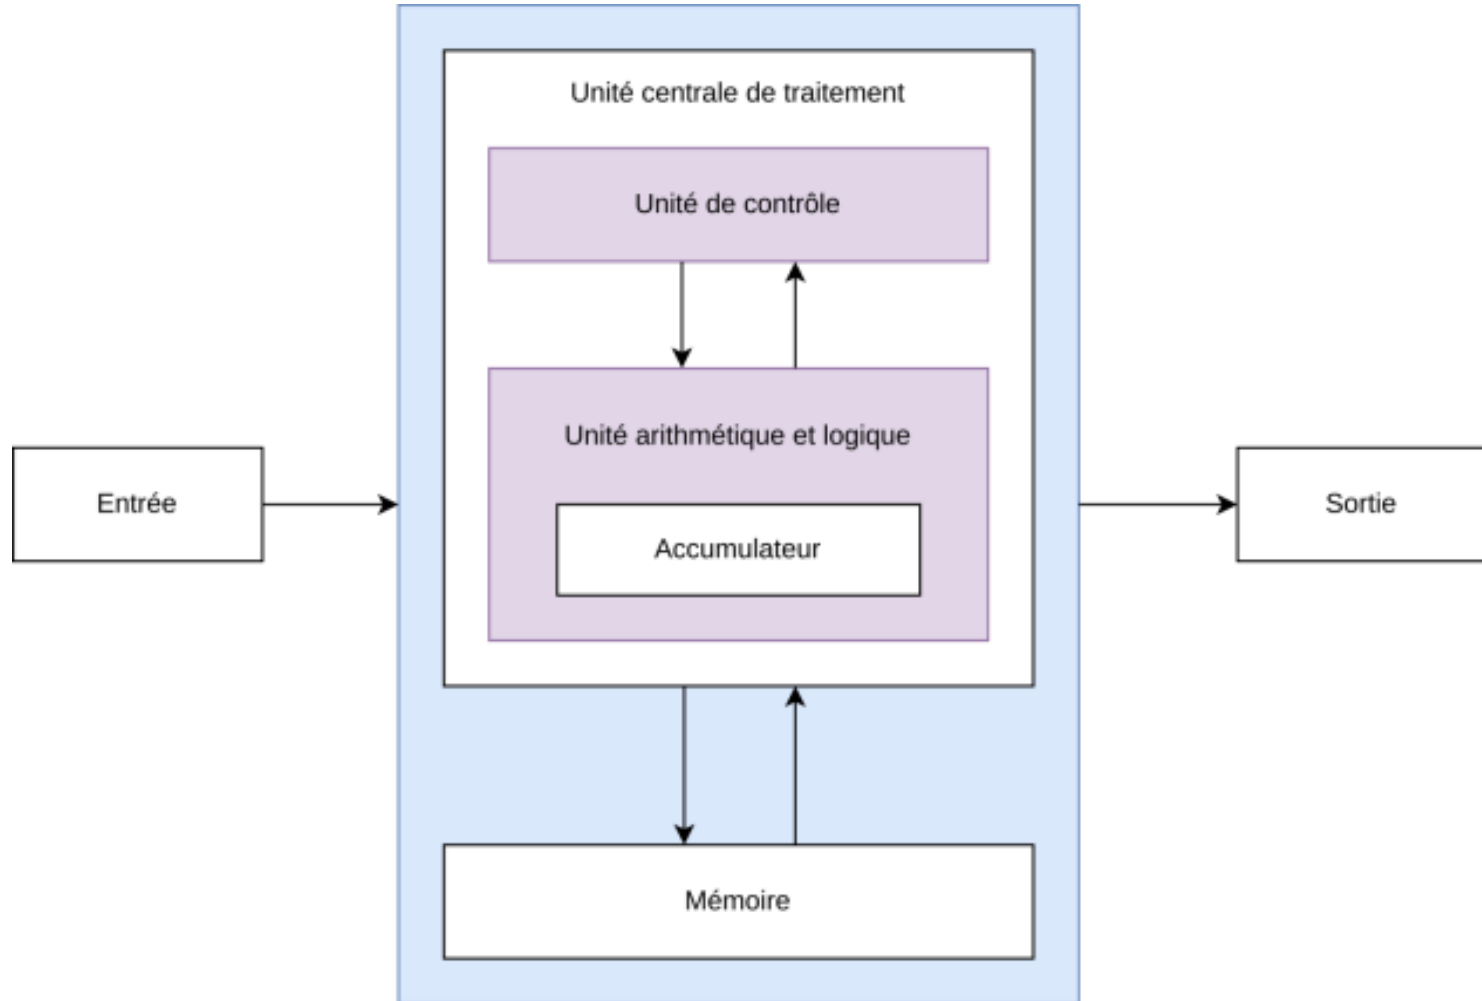 Unité centrale de traitement
Unité de contrôle
Unité arithmétique et logique
Entrée
Sortie
Accumulateur
Mémoire